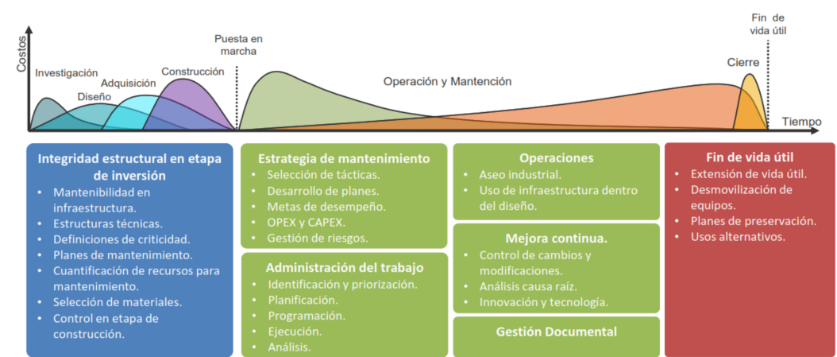 Costos
Investigación
Diseño
Adquisición
Construcción
Puesta en
marcha
Operación y Mantención
Cierre
Fin de
vida útil
Tiempo
Integridad estructural en etapa
de inversión
• Mantenibilidad en
infraestructura.
• Estructuras técnicas.
• Definiciones de criticidad.
• Planes de mantenimiento.
• Cuantificación de recursos para
mantenimiento.
• Selección de materiales.
• Control en etapa de
construcción.
Estrategia de mantenimiento
• Selección de tácticas.
• Desarrollo de planes.
• Metas de desempeño.
• OPEX y CAPEX.
• Gestión de riesgos.
Administración del trabajo
• Identificación y priorización.
• Planificación.
• Programación.
• Ejecución.
• Análisis.
Operaciones
• Aseo industrial.
• Uso de infraestructura dentro
del diseño.
Mejora continua.
• Control de cambios y
modificaciones.
• Análisis causa raíz.
• Innovación y tecnología.
Gestión Documental
Fin de vida útil
• Extensión de vida útil.
• Desmovilización de
equipos.
• Planes de preservación.
• Usos alternativos.